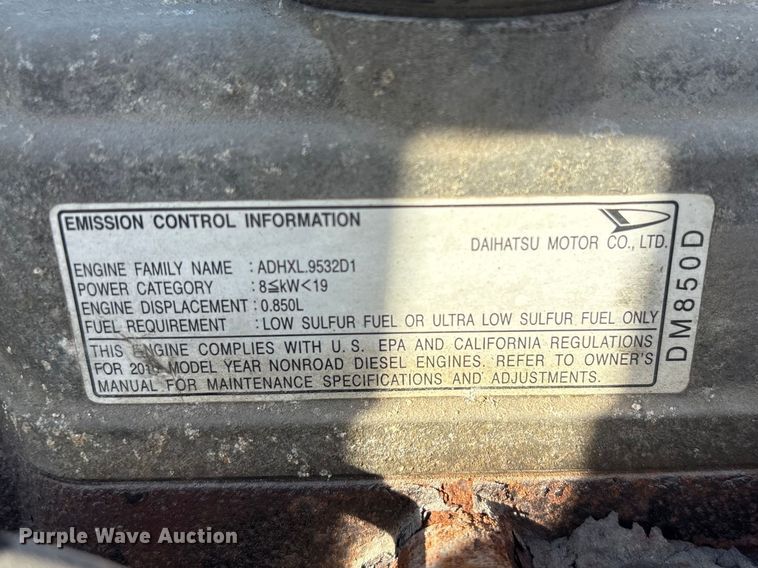 EMISSION CONTROL INFORMATION
DAIHATSU MOTOR CO., LTD.
ENGINE FAMILY NAME : ADHXL.9532D1
POWER CATEGORY : 8≦kW<19
ENGINE DISPLACEMENT : 0.850L
FUEL REQUIREMENT : LOW SULFUR FUEL OR ULTRA LOW SULFUR FUEL ONLY
THIS ENGINE COMPLIES WITH U.S. EPA AND CALIFORNIA REGULATIONS
FOR 2010 MODEL YEAR NONROAD DIESEL ENGINES. REFER TO OWNER'S
MANUAL FOR MAINTENANCE SPECIFICATIONS AND ADJUSTMENTS.
DM850D
Purple Wave Auction